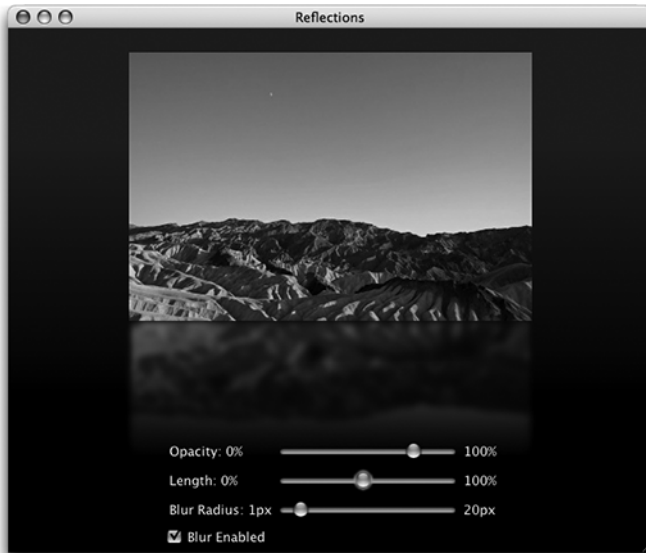 Reflections
Opacity: 0% 100%
Length: 0% 100%
Blur Radius: 1px 20px
Blur Enabled